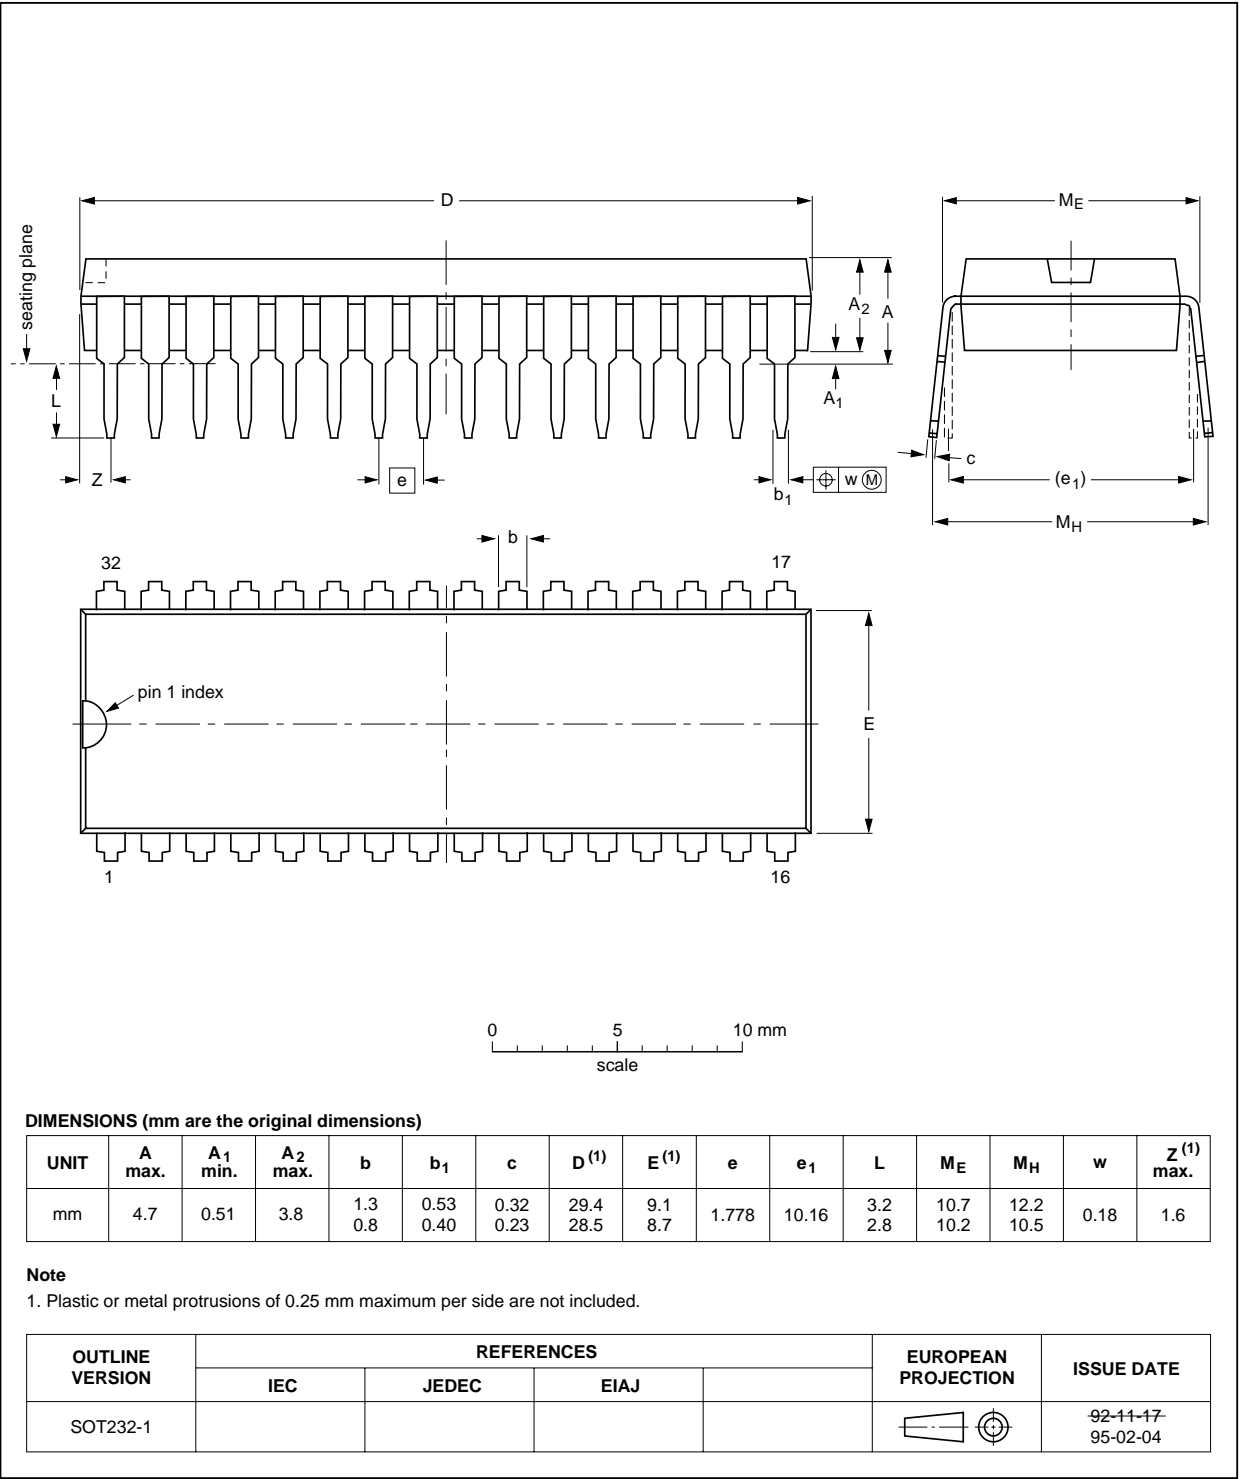 D
ME
seating plane
A2
A
L
A1
Z
e
b1
w M
c
(e1)
MH
b
32
17
pin 1 index
E
1
16
0 5 10 mm
scale
DIMENSIONS (mm are the original dimensions)
UNIT A max. A1 min. A2 max. b b1 c D(1) E(1) e e1 L ME MH w Z(1) max.
mm 4.7 0.51 3.8 1.3 0.8 0.53 0.40 0.32 0.23 29.4 28.5 9.1 8.7 1.778 10.16 3.2 2.8 10.7 10.2 12.2 10.5 0.18 1.6
Note
1. Plastic or metal protrusions of 0.25 mm maximum per side are not included.
OUTLINE VERSION REFERENCES EUROPEAN PROJECTION ISSUE DATE
IEC JEDEC EIAJ
SOT232-1 92-11-17
95-02-04